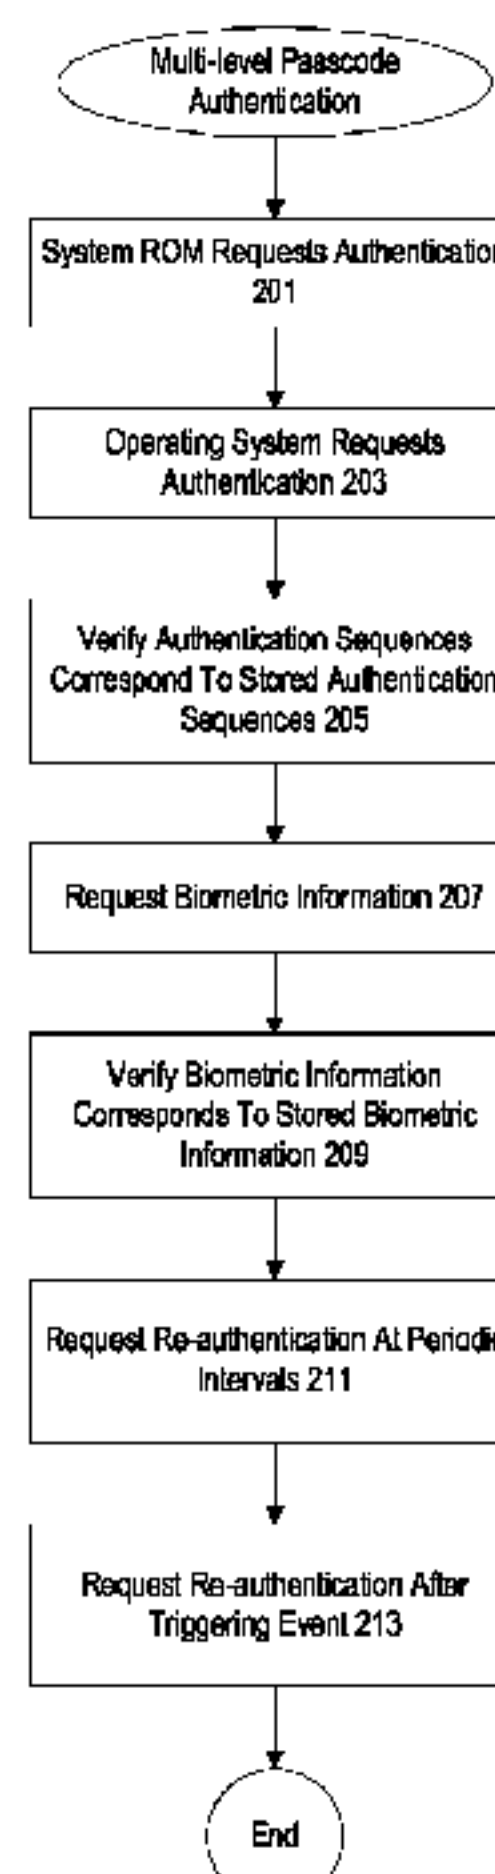 Multi-level Passcode
Authentication
System ROM Requests Authentication
201
Operating System Requests
Authentication 203
Verify Authentication Sequences
Correspond To Stored Authentication
Sequences 205
Request Biometric Information 207
Verify Biometric Information
Corresponds To Stored Biometric
Information 209
Request Re-authentication At Periodic
Intervals 211
Request Re-authentication After
Triggering Event 213
End